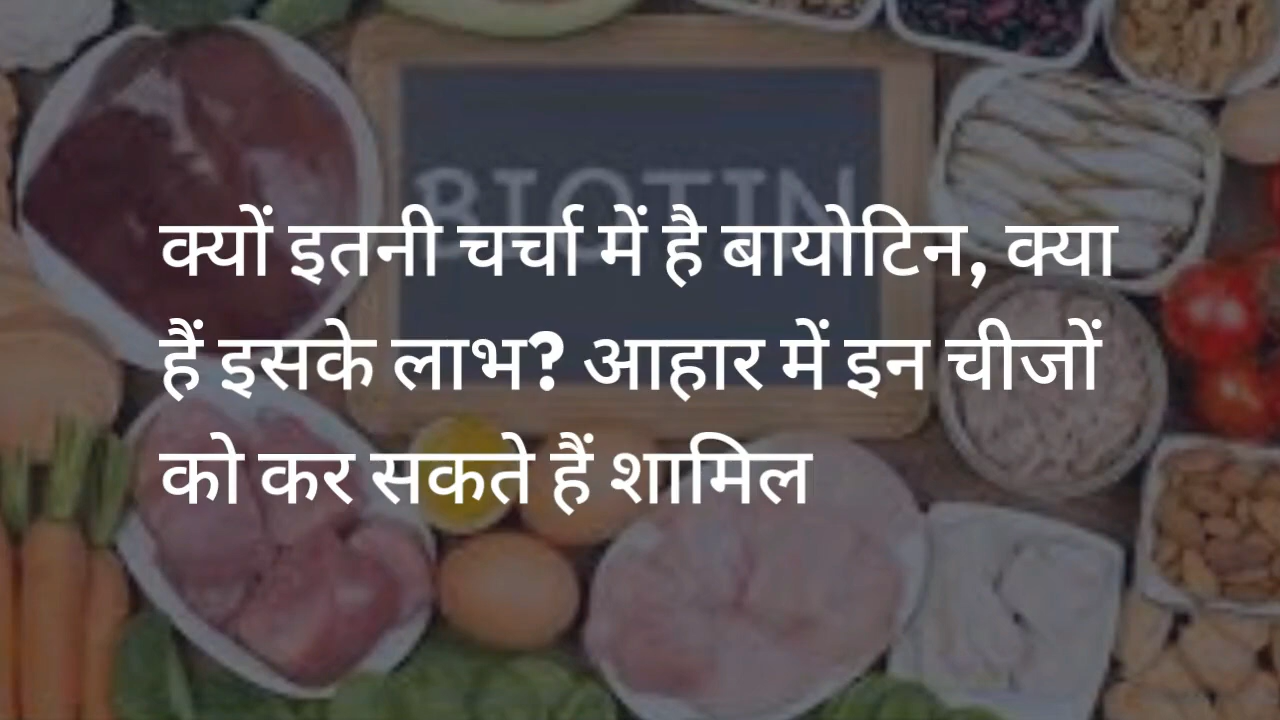 BIOTIN
क्यों इतनी चर्चा में है बायोटिन, क्या
हैं इसके लाभ? आहार में इन चीजों
को कर सकते हैं शामिल